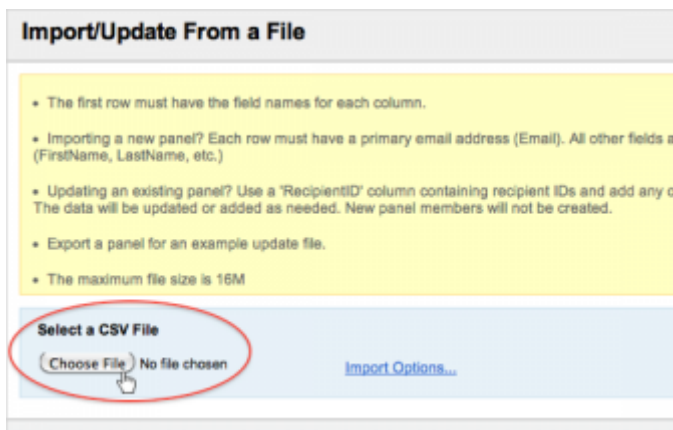 Import/Update From a File
• The first row must have the field names for each column.
• Importing a new panel? Each row must have a primary email address (Email). All other fields a
(FirstName, LastName, etc.)
• Updating an existing panel? Use a 'RecipientID' column containing recipient IDs and add any o
The data will be updated or added as needed. New panel members will not be created.
• Export a panel for an example update file.
• The maximum file size is 16M
Select a CSV File
Choose File No file chosen
Import Options...